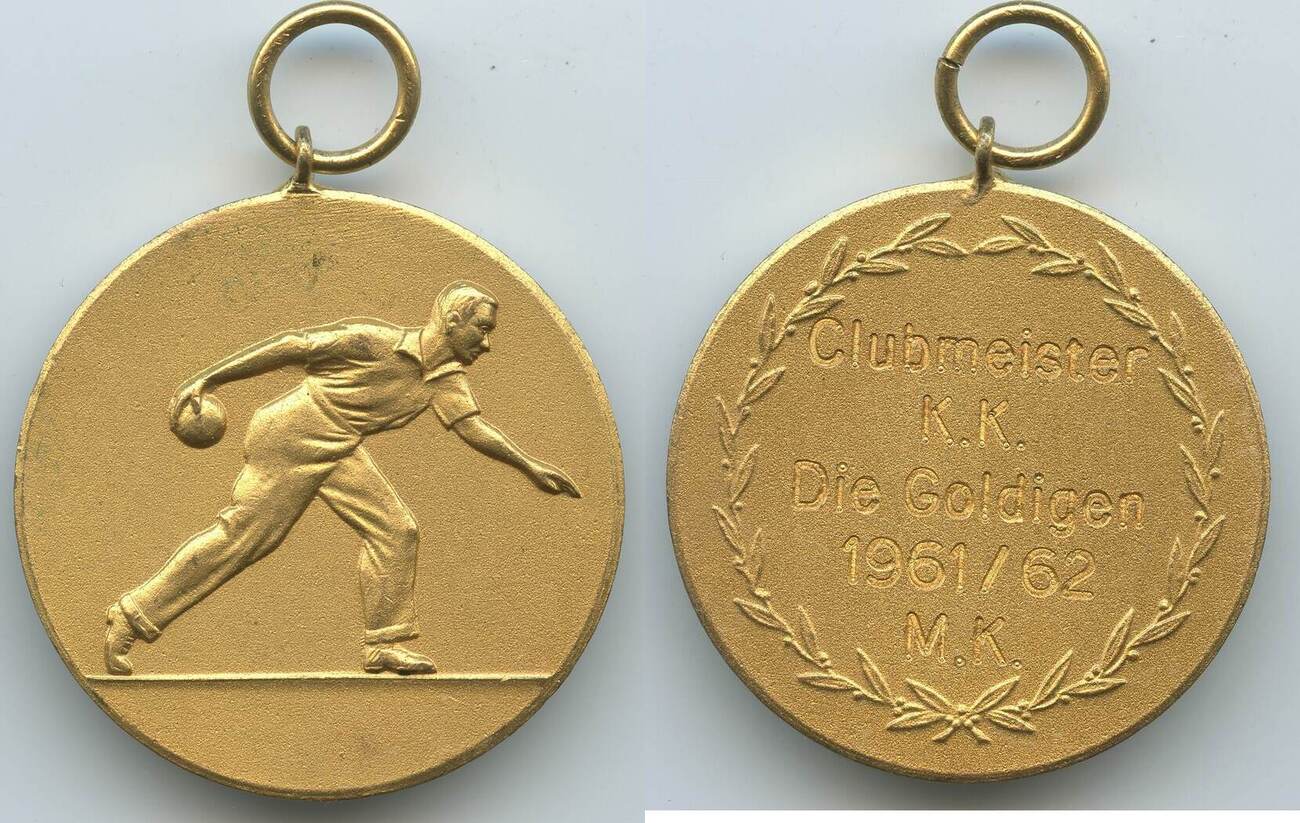 Clubmeister
K.K.
Die Goldigen
1961/62
M.K.